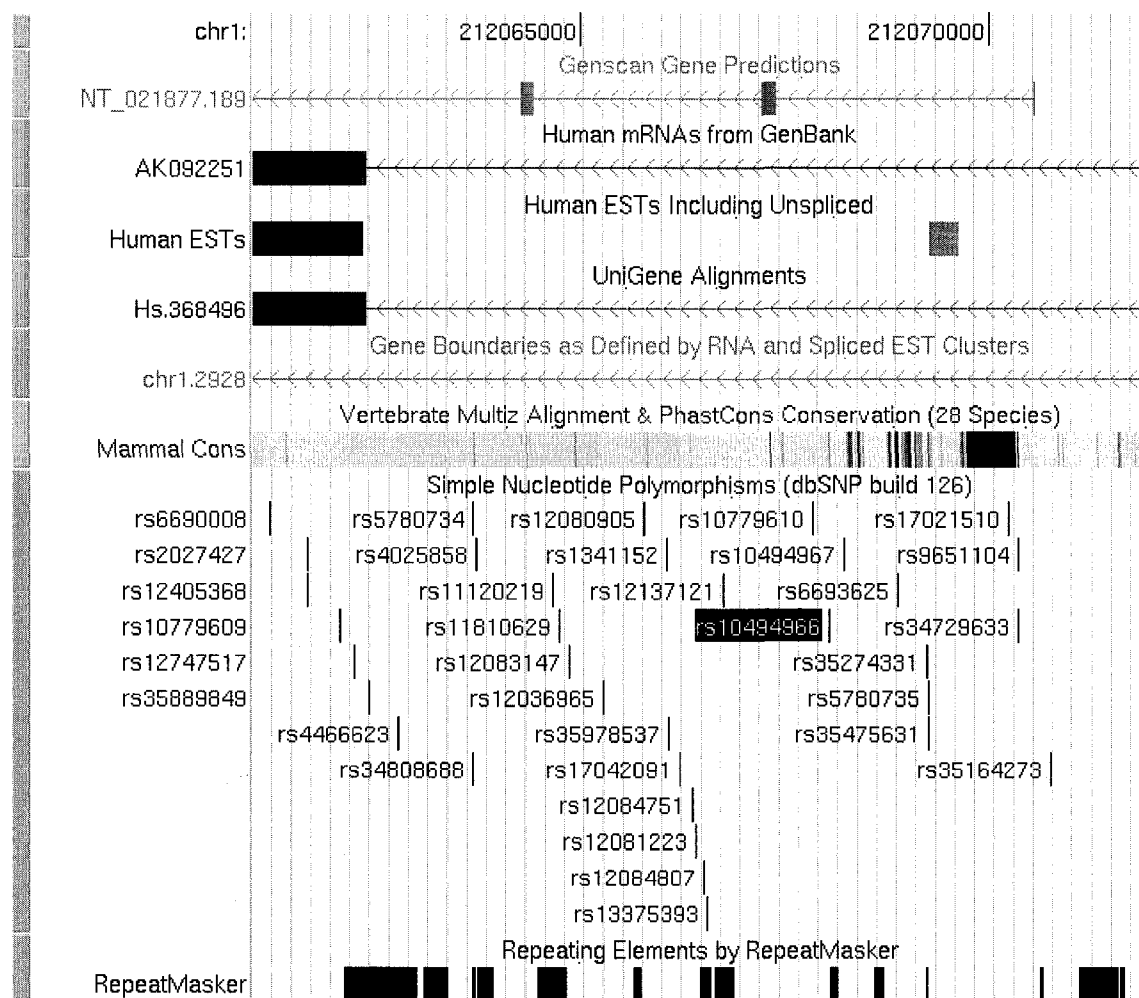 chr1: 212065000 212070000
Genscan Gene Predictions
NT_021877.189
Human mRNAs from GenBank
AK092251
Human ESTs Including Unspliced
Human ESTs
UniGene Alignments
Hs.368496
Gene Boundaries as Defined by RNA and Spliced EST Clusters
chr1.2928
Vertebrate Multiz Alignment & PhastCons Conservation (28 Species)
Mammal Cons
Simple Nucleotide Polymorphisms (dbSNP build 126)
rs6690008 rs5780734 rs12080905 rs10779610 rs17021510
rs2027427 rs4025858 rs1341152 rs10494967 rs9651104
rs12405368 rs11120219 rs12137121 rs6693625
rs10779609 rs11810629 rs10494966 rs34729633
rs12747517 rs12083147 rs35274331
rs35889849 rs12036965 rs5780735
rs4466623 rs35978537 rs35475631
rs34808688 rs17042091 rs35164273
rs12084751
rs12081223
rs12084807
rs13375393
Repeating Elements by RepeatMasker
RepeatMasker